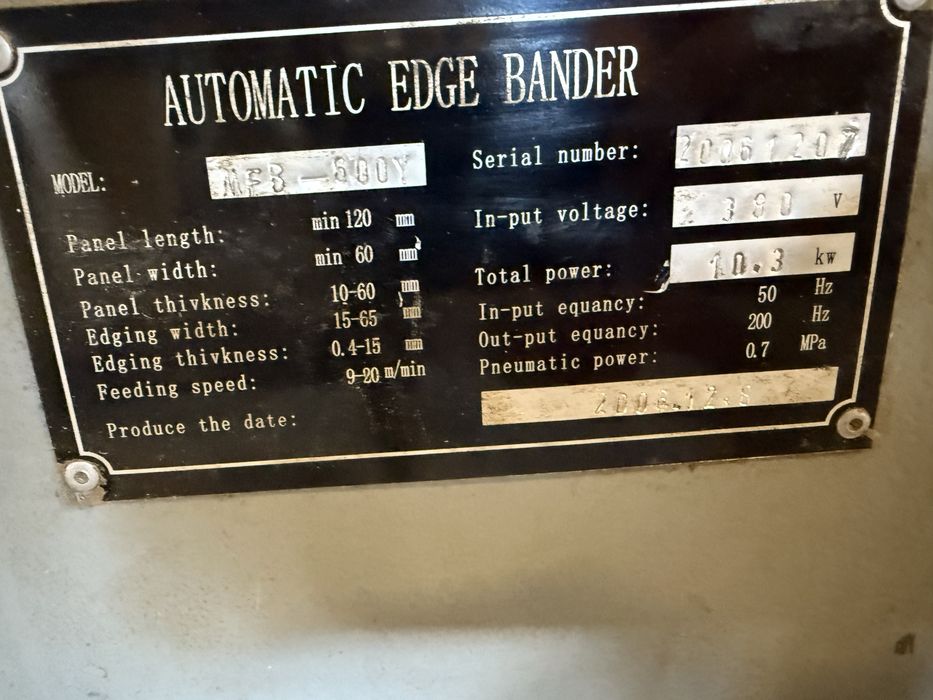 AUTOMATIC EDGE BANDER
MODEL: MFB-600Y
Panel length: min 120 mm
Panel width: min 60 mm
Panel thivkness: 10-60 mm
Edging width: 15-65 mm
Edging thivkness: 0.4-15 mm
Feeding speed: 9-20 m/min
Produce the date:
Serial number: 20061207
In-put voltage: 380 V
Total power: 10.3 kw
In-put equancy: 50 Hz
Out-put equancy: 200 Hz
Pneumatic power: 0.7 MPa